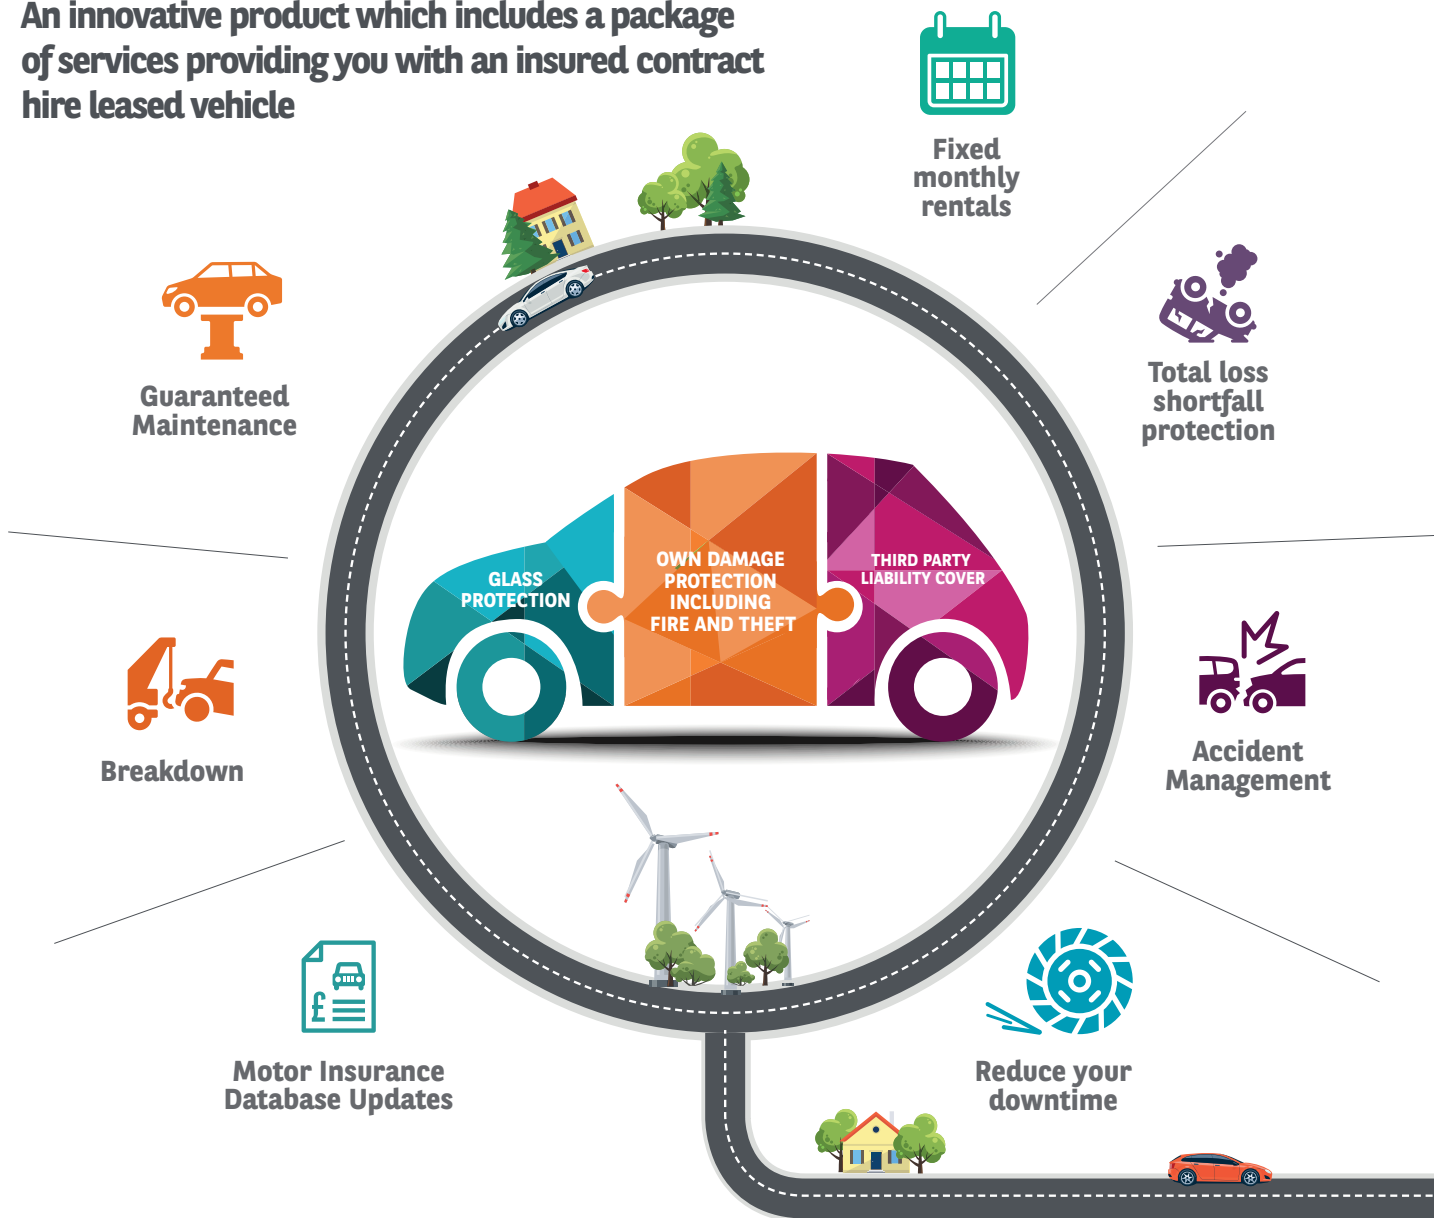 An innovative product which includes a package
of services providing you with an insured contract
hire leased vehicle
Fixed
monthly
rentals
Total loss
shortfall
protection
Guaranteed
Maintenance
GLASS
PROTECTION
OWN DAMAGE
PROTECTION
INCLUDING
FIRE AND THEFT
THIRD PARTY
LIABILITY COVER
Breakdown
Accident
Management
£
Motor Insurance
Database Updates
Reduce your
downtime